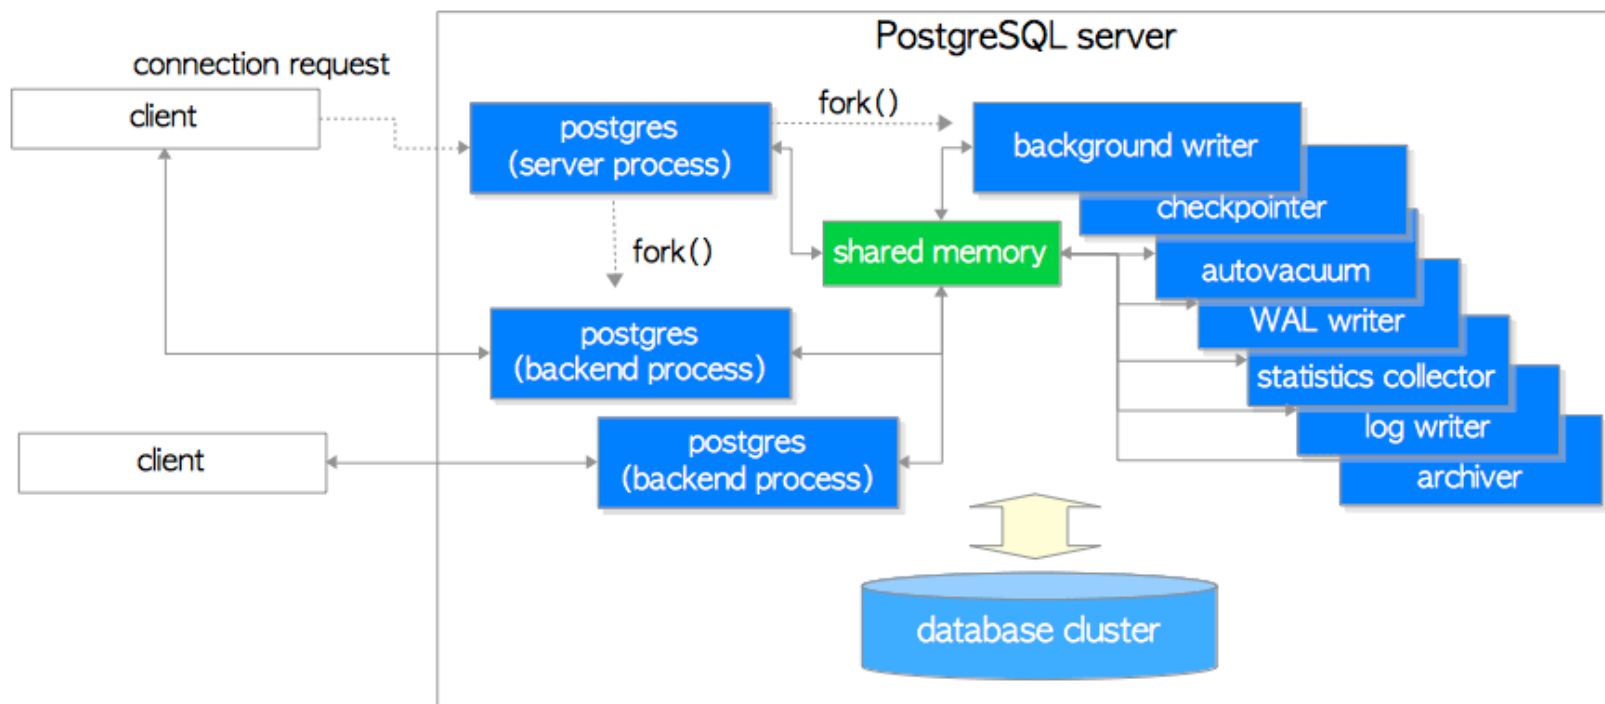 PostgreSQL server
connection request
client
postgres
(server process)
fork()
background writer
checkpointer
fork()
shared memory
autovacuum
WAL writer
postgres
(backend process)
statistics collector
log writer
client
postgres
(backend process)
archiver
database cluster